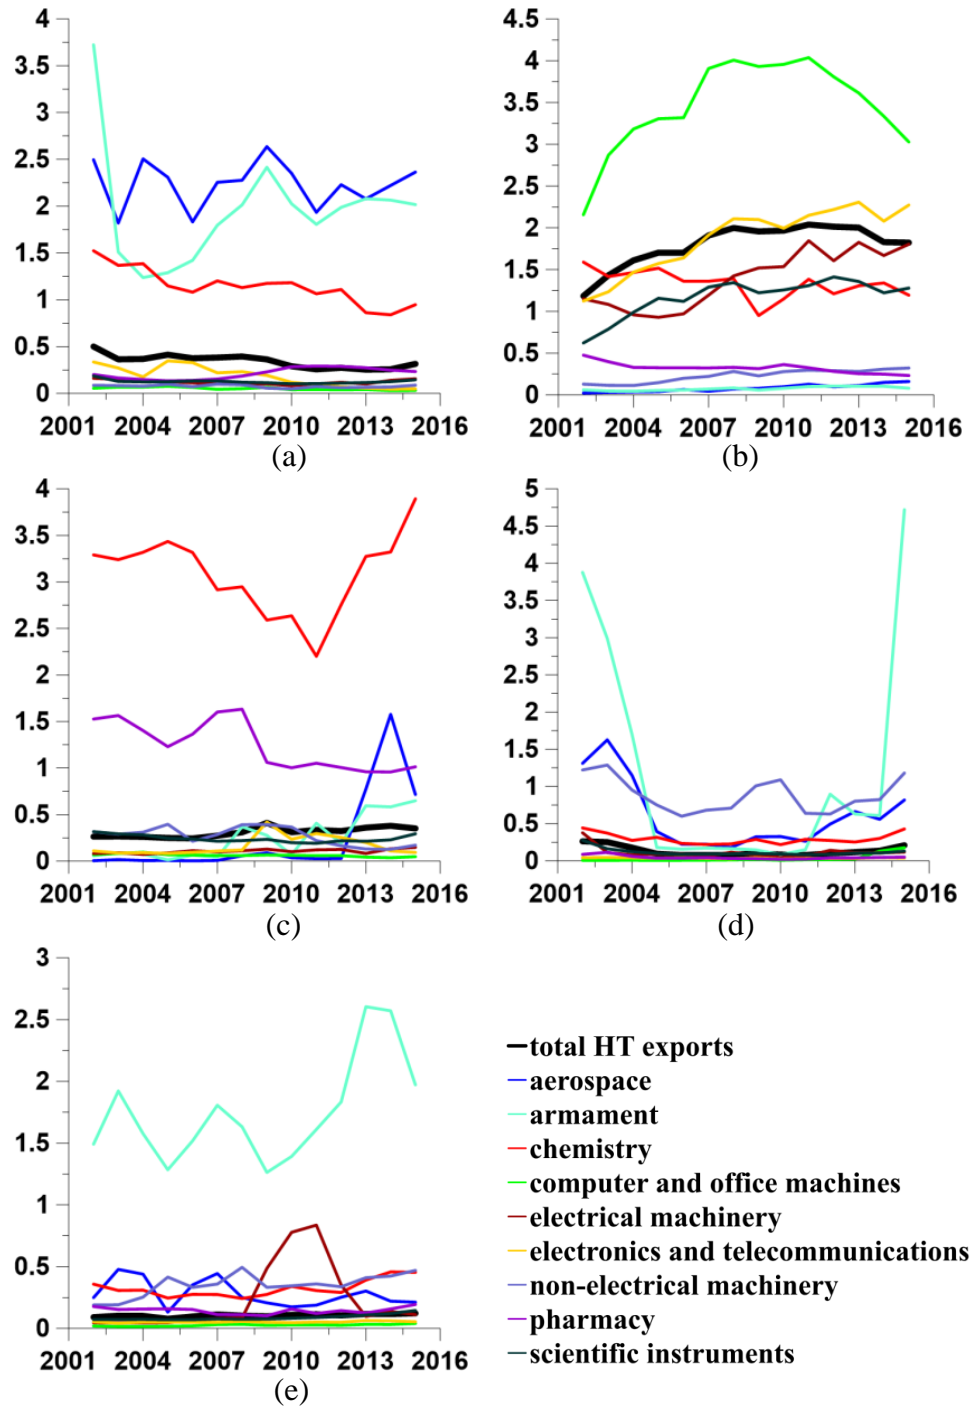 4
3.5
3
2.5
2
1.5
1
0.5
0
2001 2004 2007 2010 2013 2016
(a)
4.5
4
3.5
3
2.5
2
1.5
1
0.5
0
2001 2004 2007 2010 2013 2016
(b)
4
3.5
3
2.5
2
1.5
1
0.5
0
2001 2004 2007 2010 2013 2016
(c)
5
4.5
4
3.5
3
2.5
2
1.5
1
0.5
0
2001 2004 2007 2010 2013 2016
(d)
3
2.5
2
1.5
1
0.5
0
2001 2004 2007 2010 2013 2016
(e)
total HT exports
aerospace
armament
chemistry
computer and office machines
electrical machinery
electronics and telecommunications
non-electrical machinery
pharmacy
scientific instruments